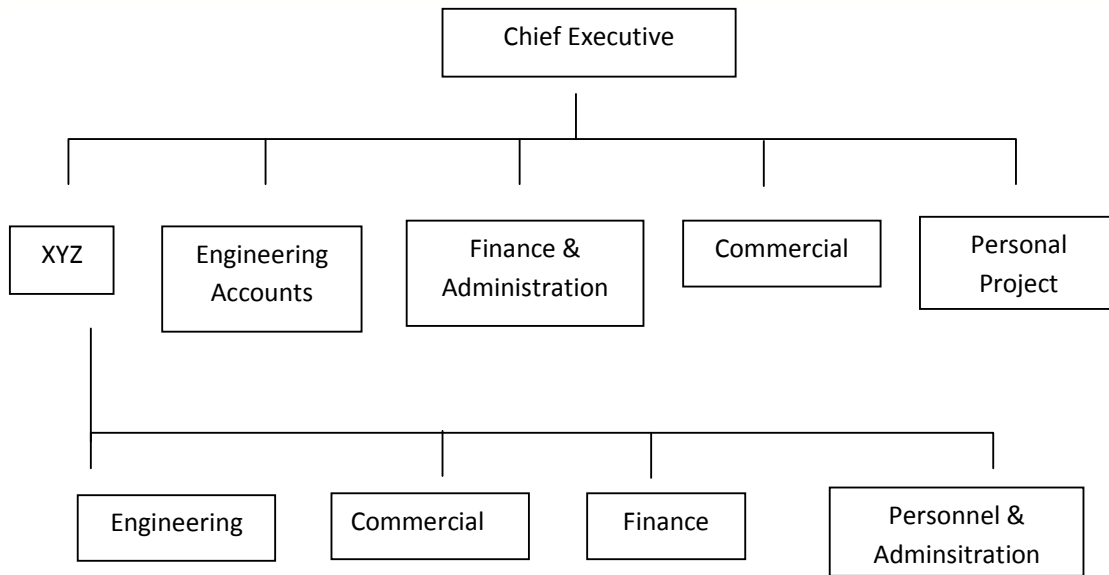 Chief Executive
XYZ
Engineering
Accounts
Finance &
Administration
Commercial
Personal
Project
Engineering
Commercial
Finance
Personnel &
Adminsitration